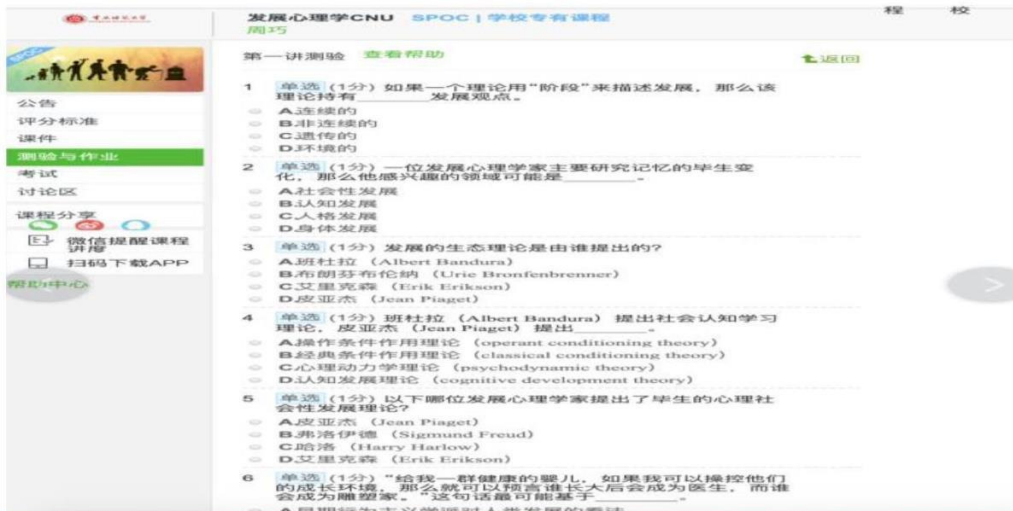 程 校
发展心理学CNU SPOC | 学校专有课程
周巧
第一讲测验 查看帮助
返回
SPOC
公告
评分标准
课件
测验与作业
考试
讨论区
课程分享
微信提醒课程
进度
扫码下载APP
帮助中心
1 单选 (1分) 如果一个理论用“阶段”来描述发展，那么该
理论持有________发展观点。
A.连续的
B.非连续的
C.遗传的
D.环境的
2 单选 (1分) 一位发展心理学家主要研究记忆的毕生变
化，那么他感兴趣的领域可能是________。
A.社会性发展
B.认知发展
C.人格发展
D.身体发展
3 单选 (1分) 发展的生态理论是由谁提出的?
A.班杜拉 (Albert Bandura)
B.布朗芬布伦纳 (Urie Bronfenbrenner)
C.艾里克森 (Erik Erikson)
D.皮亚杰 (Jean Piaget)
4 单选 (1分) 班杜拉 (Albert Bandura) 提出社会认知学习
理论，皮亚杰 (Jean Piaget) 提出________。
A.操作条件作用理论 (operant conditioning theory)
B.经典条件作用理论 (classical conditioning theory)
C.心理动力学理论 (psychodynamic theory)
D.认知发展理论 (cognitive development theory)
5 单选 (1分) 以下哪位发展心理学家提出了毕生的心理社
会性发展理论?
A.皮亚杰 (Jean Piaget)
B.弗洛伊德 (Sigmund Freud)
C.哈洛 (Harry Harlow)
D.艾里克森 (Erik Erikson)
6 单选 (1分) “给我一群健康的婴儿，如果我可以操控他们
的成长环境，那么就可以预言谁长大后会成为医生，而谁
会成为雕塑家。”这句话最可能基于________。
A.早期行为主义学派对人类发展的看法